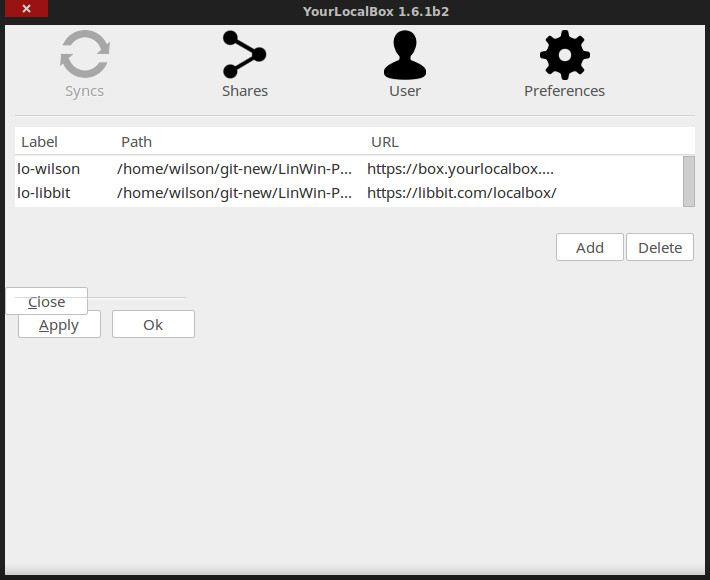 YourLocalBox 1.6.1b2
Syncs Shares User Preferences
Label Path URL
lo-wilson /home/wilson/git-new/LinWin-P... https://box.yourlocalbox....
lo-libbit /home/wilson/git-new/LinWin-P... https://libbit.com/localbox/
Add Delete
Close
Apply Ok